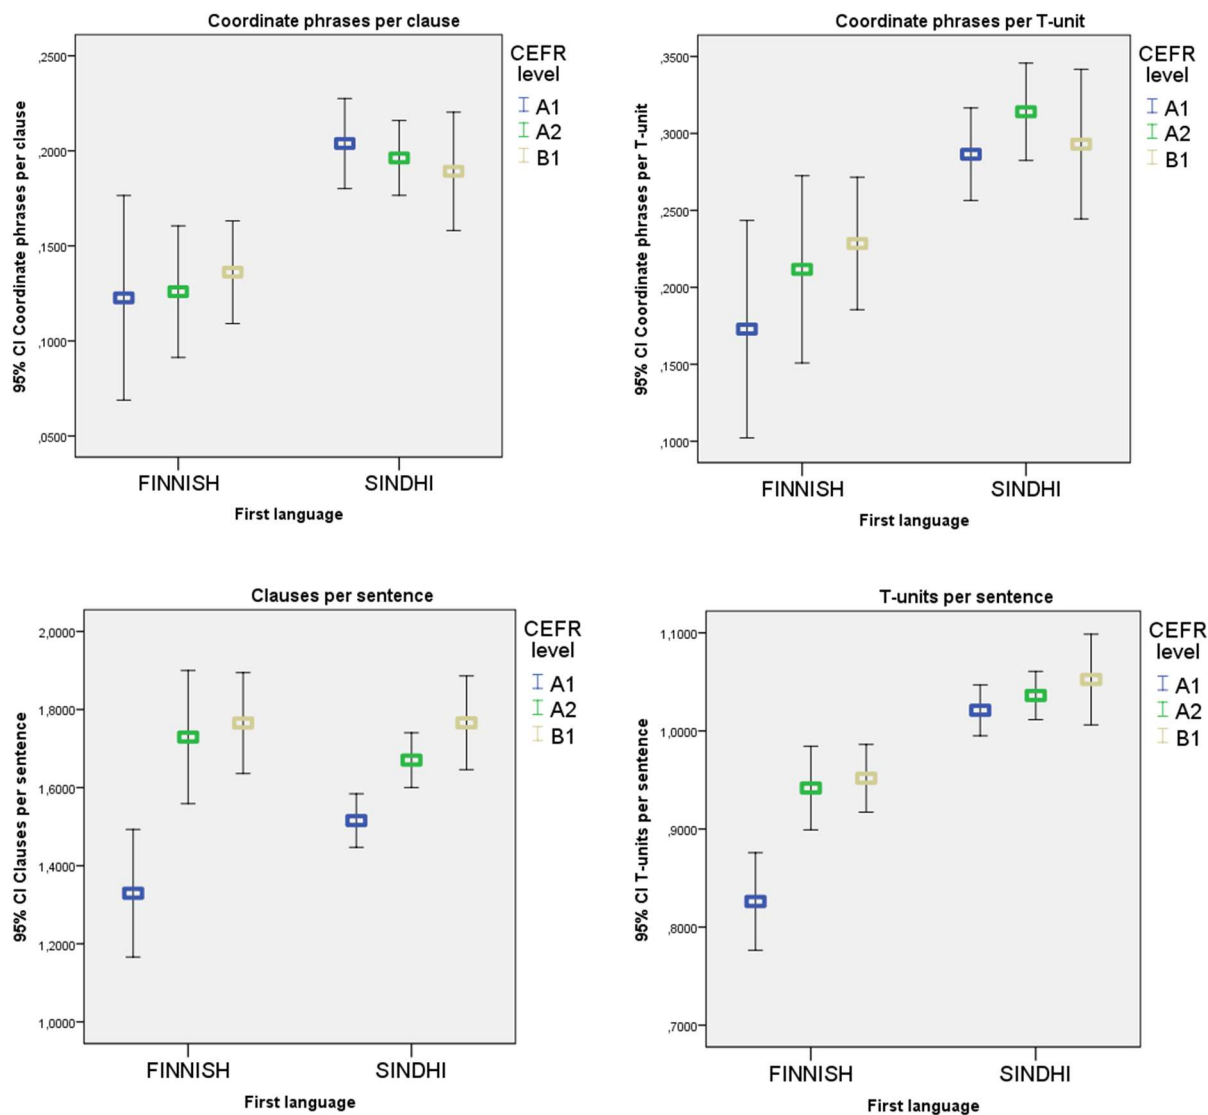 Coordinate phrases per clause
95% CI Coordinate phrases per clause
,2500
,2000
,1500
,1000
,0500
FINNISH SINDHI
First language
CEFR
level
A1
A2
B1
Coordinate phrases per T-unit
95% CI Coordinate phrases per T-unit
,3500
,3000
,2500
,2000
,1500
,1000
FINNISH SINDHI
First language
CEFR
level
A1
A2
B1
Clauses per sentence
95% CI Clauses per sentence
2,0000
1,8000
1,6000
1,4000
1,2000
1,0000
FINNISH SINDHI
First language
CEFR
level
A1
A2
B1
T-units per sentence
95% CI T-units per sentence
1,1000
1,0000
,9000
,8000
,7000
FINNISH SINDHI
First language
CEFR
level
A1
A2
B1